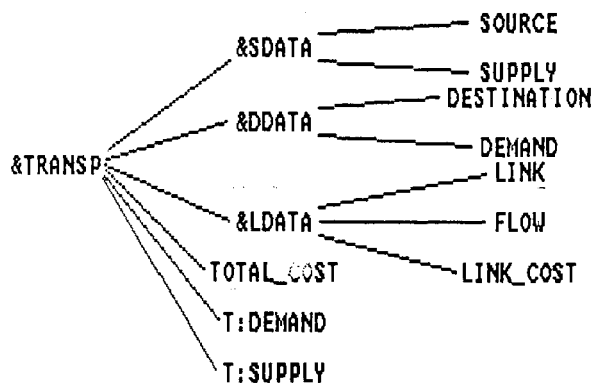 SOURCE
&SDATA
SUPPLY
DESTINATION
&DDATA
DEMAND
&TRANSP
LINK
&LDATA
FLOW
TOTAL_COST
LINK_COST
T:DEMAND
T:SUPPLY